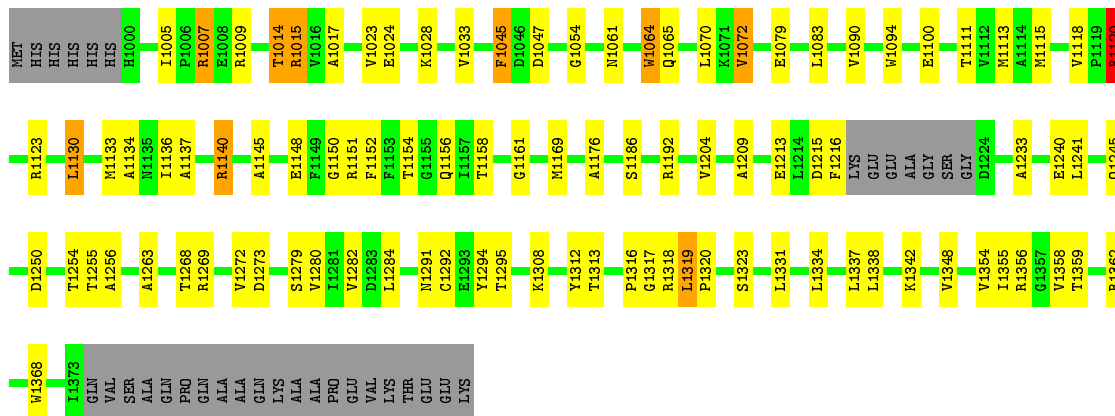 MET HIS HIS HIS HIS HIS H1000 I1005 P1006 R1007 E1008 R1009 T1014 R1015 V1016 A1017 V1023 E1024 K1028 V1033 F1045 D1046 D1047 G1054 N1061 W1064 Q1065 L1070 K1071 V1072 E1079 L1083 V1090 W1094 E1100 T1111 V1112 M1113 A1114 M1115 V1118 P1119
R1123 L1130 M1133 A1134 N1135 I1136 A1137 R1140 A1145 E1148 F1149 G1150 R1151 F1152 F1153 T1154 G1155 Q1156 I1157 T1158 G1161 M1169 A1176 S1186 R1192 V1204 A1209 E1213 L1214 D1215 F1216 LYS GLU GLU ALA GLY SER GLY D1224 A1233 E1240 L1241
D1250 T1254 T1255 A1256 A1263 T1268 R1269 V1272 D1273 S1279 V1280 I1281 V1282 D1283 L1284 N1291 C1292 E1293 Y1294 T1295 K1308 Y1312 T1313 P1316 G1317 R1318 L1319 P1320 S1323 L1331 L1334 L1337 L1338 K1342 V1348 V1354 I1355 R1356 G1357 V1358 T1359
W1368 I1373 GLN VAL SER ALA GLN PRO GLN ALA ALA GLN LYS ALA ALA PRO GLU VAL LYS THR GLU GLU LYS